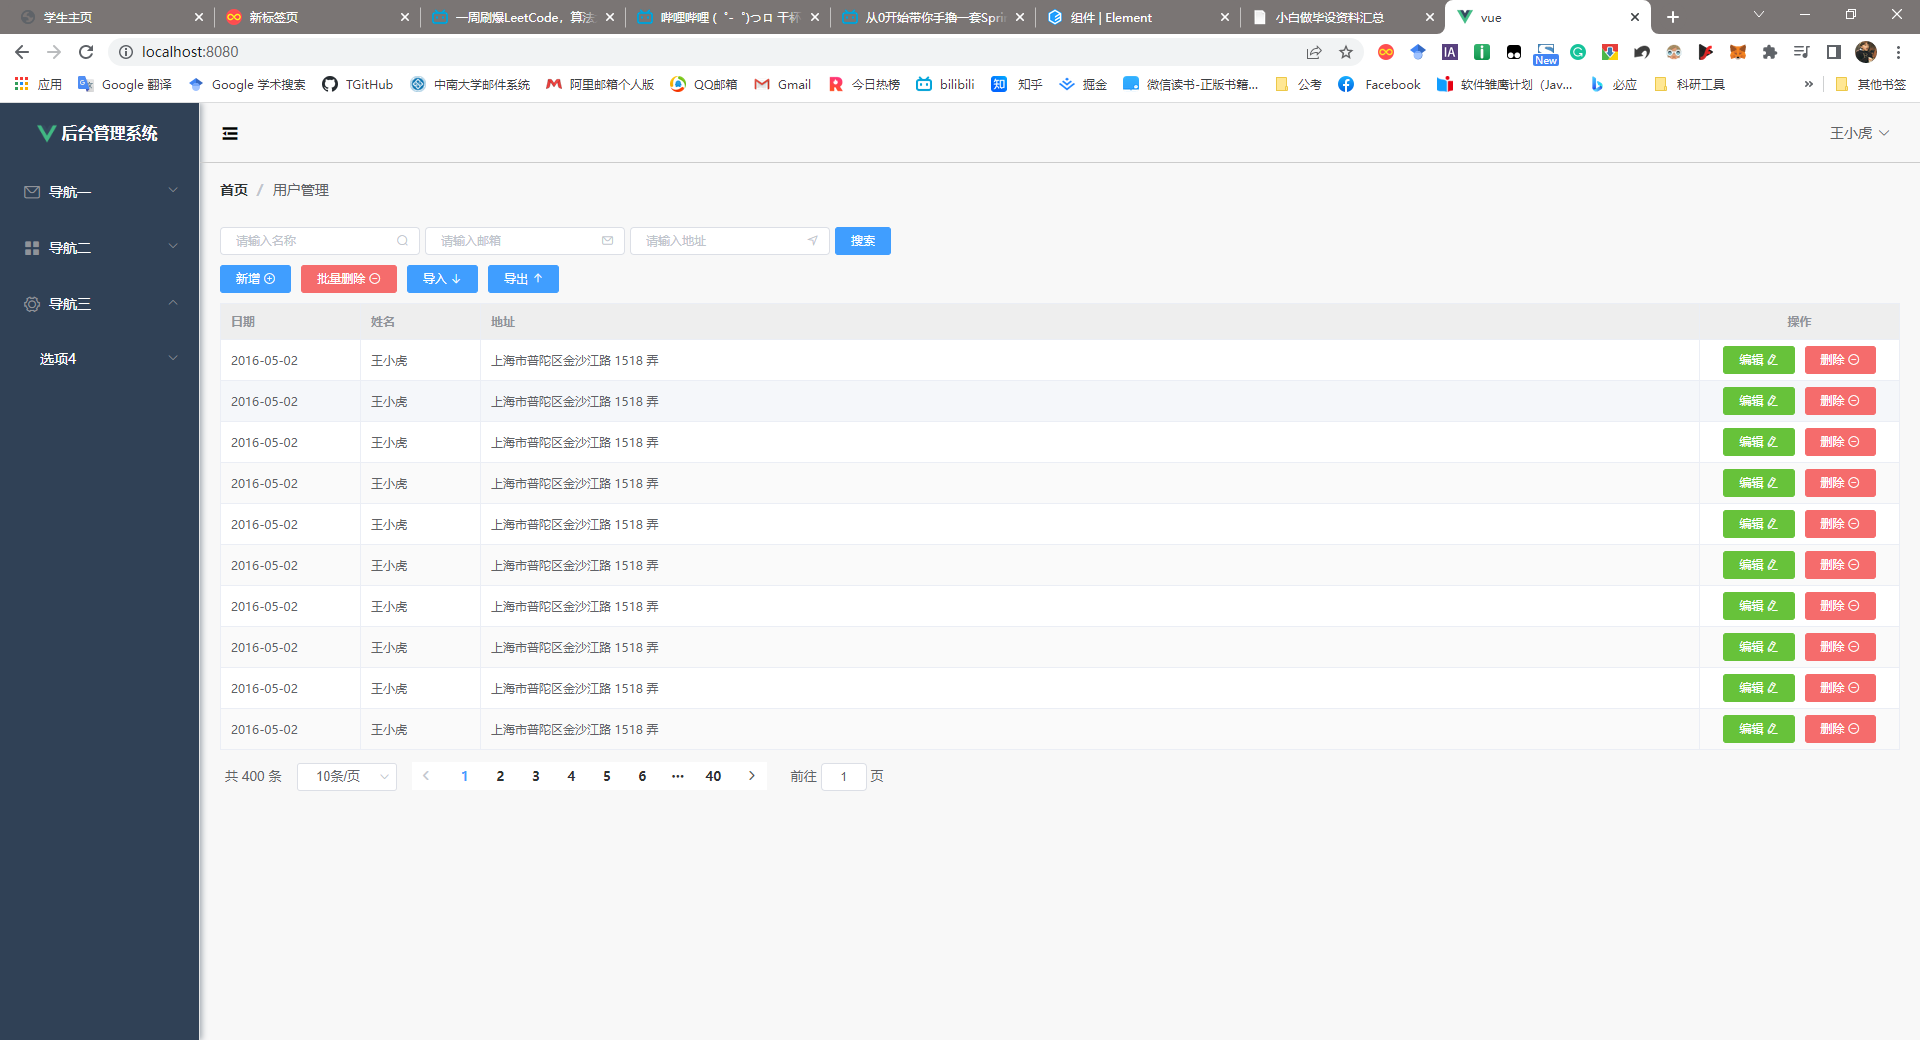 学生主页
新标签页
一周刷爆LeetCode，算法
哔哩哔哩 ( ゜- ゜)つロ 干杯
从0开始带你手撸一套Spri
组件 | Element
小白做毕设资料汇总
vue
localhost:8080
New
应用
Google 翻译
Google 学术搜索
TGitHub
中南大学邮件系统
阿里邮箱个人版
QQ邮箱
Gmail
今日热榜
bilibili
知乎
掘金
微信读书-正版书籍...
公考
Facebook
软件雏鹰计划（Jav...
必应
科研工具
»
其他书签
后台管理系统
王小虎
导航一
导航二
导航三
选项4
首页 / 用户管理
请输入名称
请输入邮箱
请输入地址
搜索
新增
批量删除
导入
导出
日期 姓名 地址 操作
2016-05-02 王小虎 上海市普陀区金沙江路 1518 弄 编辑 删除
2016-05-02 王小虎 上海市普陀区金沙江路 1518 弄 编辑 删除
2016-05-02 王小虎 上海市普陀区金沙江路 1518 弄 编辑 删除
2016-05-02 王小虎 上海市普陀区金沙江路 1518 弄 编辑 删除
2016-05-02 王小虎 上海市普陀区金沙江路 1518 弄 编辑 删除
2016-05-02 王小虎 上海市普陀区金沙江路 1518 弄 编辑 删除
2016-05-02 王小虎 上海市普陀区金沙江路 1518 弄 编辑 删除
2016-05-02 王小虎 上海市普陀区金沙江路 1518 弄 编辑 删除
2016-05-02 王小虎 上海市普陀区金沙江路 1518 弄 编辑 删除
2016-05-02 王小虎 上海市普陀区金沙江路 1518 弄 编辑 删除
共 400 条 10条/页 1 2 3 4 5 6 ··· 40 前往 1 页